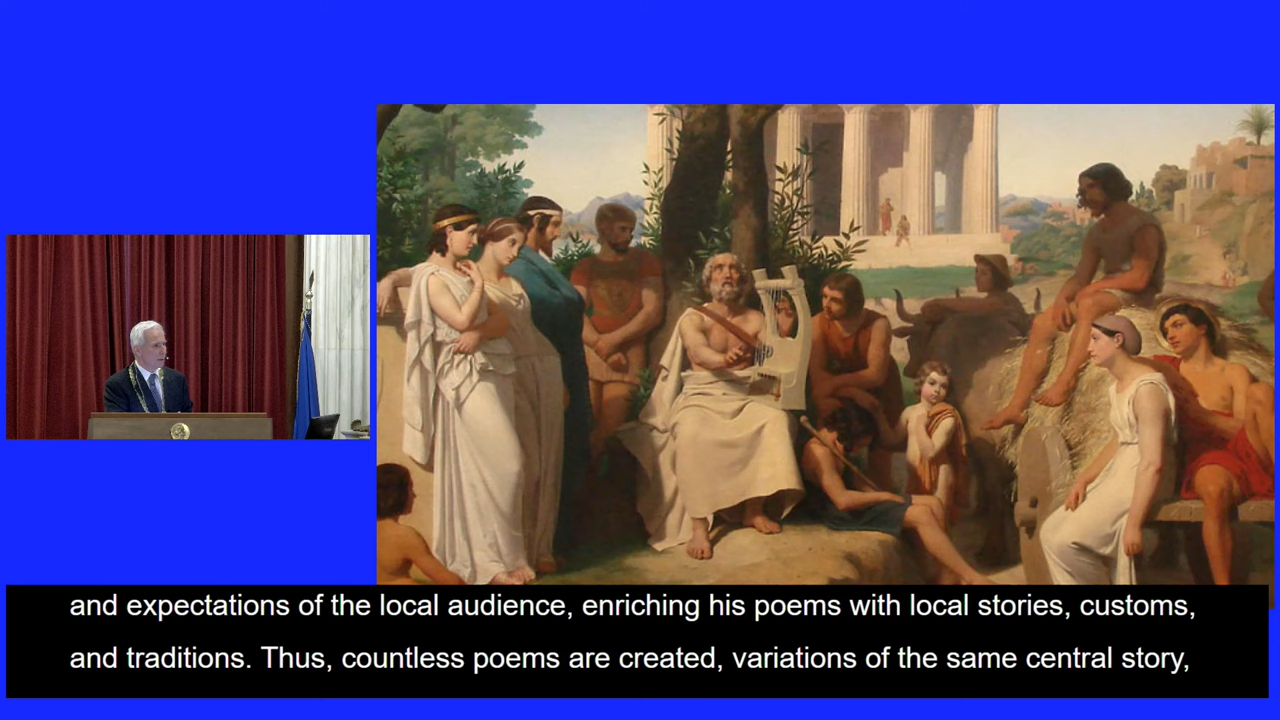 and expectations of the local audience, enriching his poems with local stories, customs,
and traditions. Thus, countless poems are created, variations of the same central story,